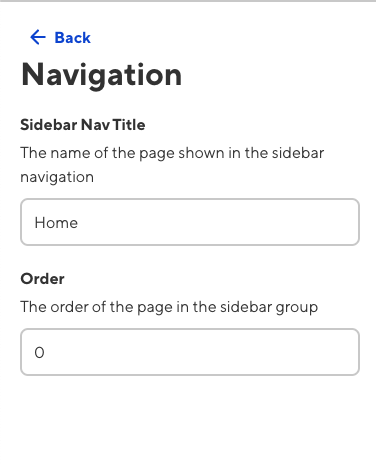 Back
Navigation
Sidebar Nav Title
The name of the page shown in the sidebar
navigation
Home
Order
The order of the page in the sidebar group
0